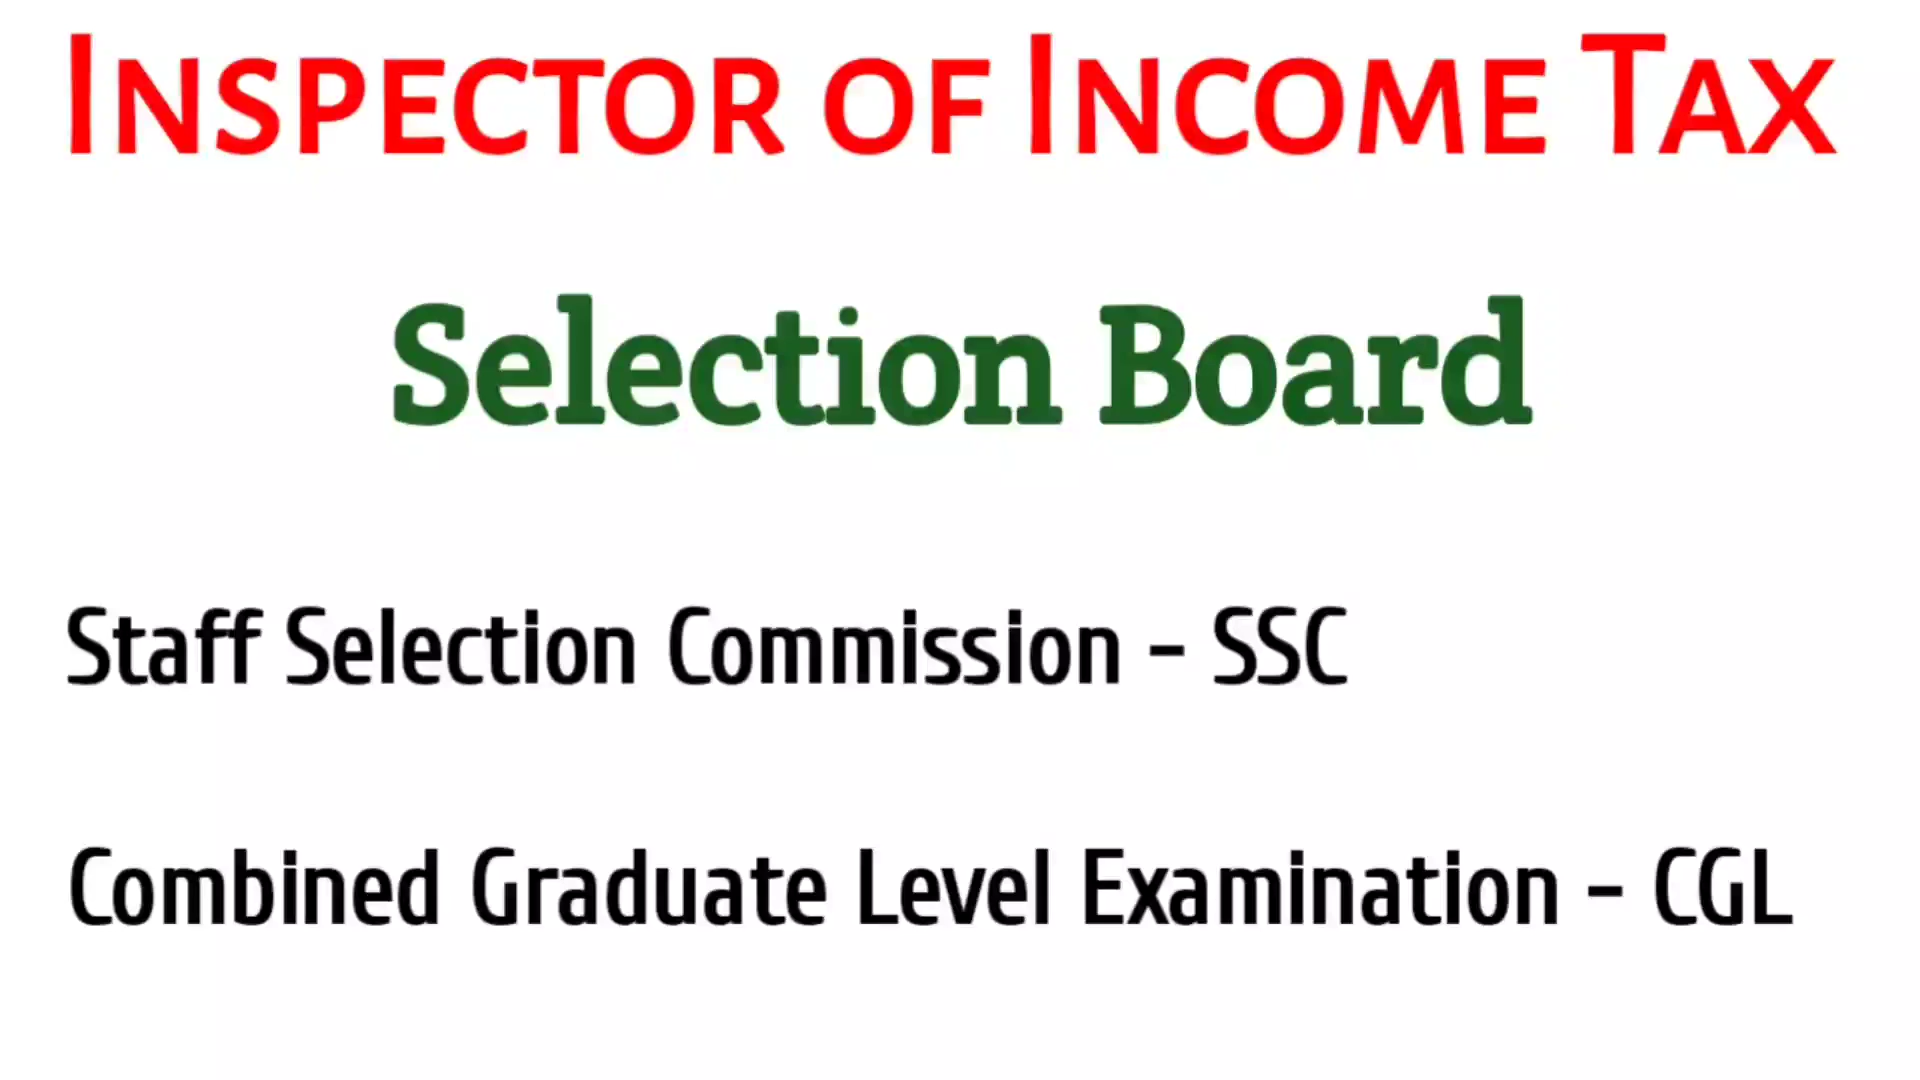 Inspector of Income Tax
Selection Board
Staff Selection Commission - SSC
Combined Graduate Level Examination - CGL